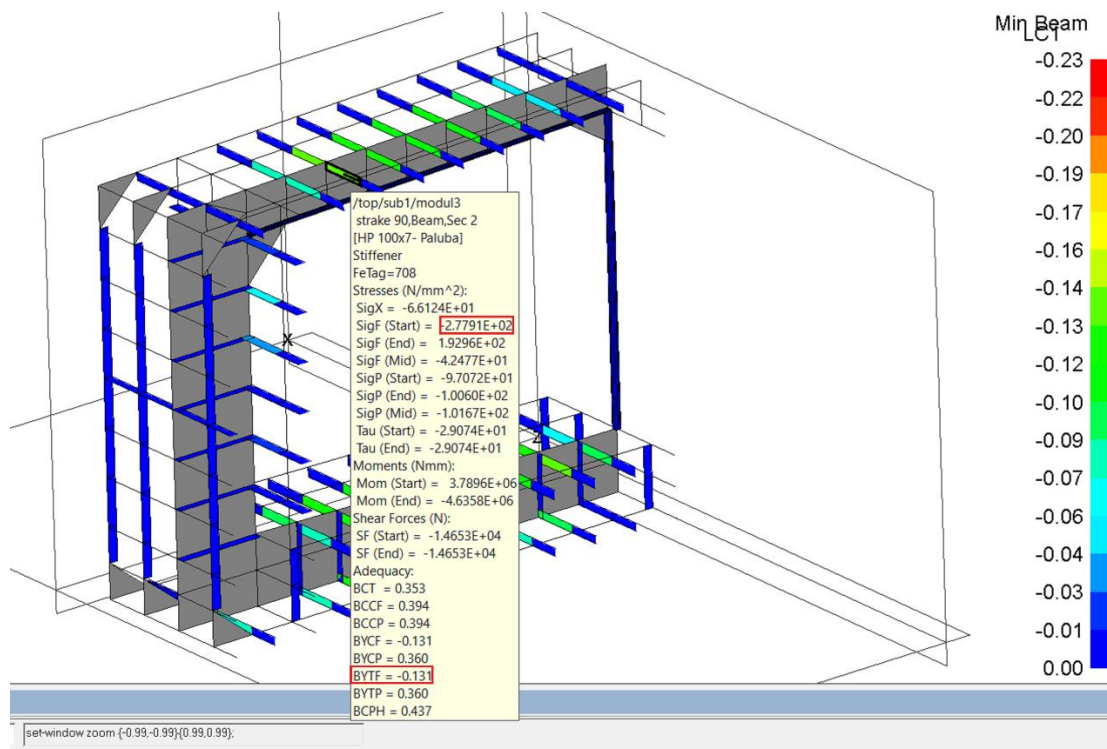 Min Beam
LC1
-0.23
-0.22
-0.20
-0.19
-0.17
-0.16
-0.14
-0.13
-0.12
-0.10
-0.09
-0.07
-0.06
-0.04
-0.03
-0.01
0.00
X
Z
/top/sub1/modul3
strake 90,Beam,Sec 2
[HP 100x7- Paluba]
Stiffener
FeTag=708
Stresses (N/mm^2):
SigX = -6.6124E+01
SigF (Start) = -2.7791E+02
SigF (End) = 1.9296E+02
SigF (Mid) = -4.2477E+01
SigP (Start) = -9.7072E+01
SigP (End) = -1.0060E+02
SigP (Mid) = -1.0167E+02
Tau (Start) = -2.9074E+01
Tau (End) = -2.9074E+01
Moments (Nmm):
Mom (Start) = 3.7896E+06
Mom (End) = -4.6358E+06
Shear Forces (N):
SF (Start) = -1.4653E+04
SF (End) = -1.4653E+04
Adequacy:
BCT = 0.353
BCCF = 0.394
BCCP = 0.394
BYCF = -0.131
BYCP = 0.360
BYTF = -0.131
BYTP = 0.360
BCPH = 0.437
set-window zoom {-0.99,-0.99}{0.99,0.99};